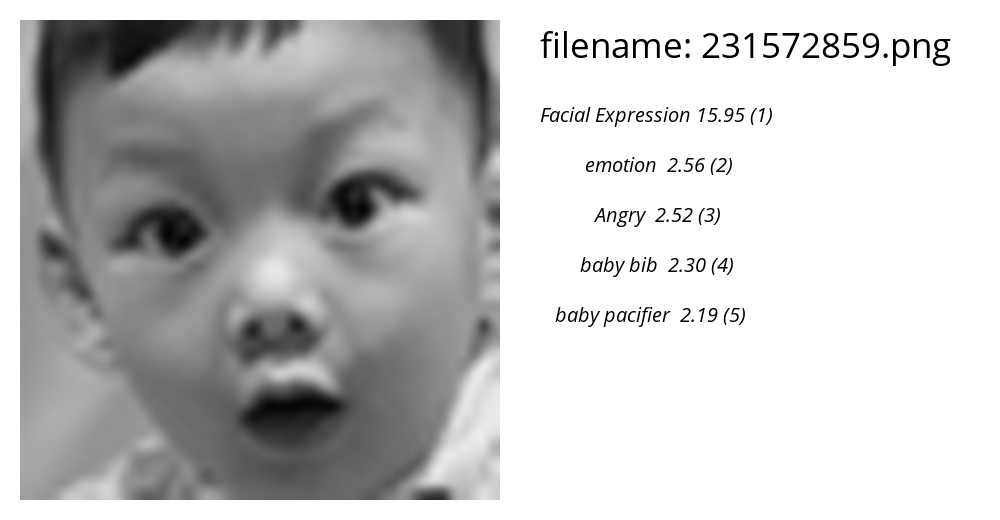 filename: 231572859.png
Facial Expression 15.95 (1)
emotion 2.56 (2)
Angry 2.52 (3)
baby bib 2.30 (4)
baby pacifier 2.19 (5)